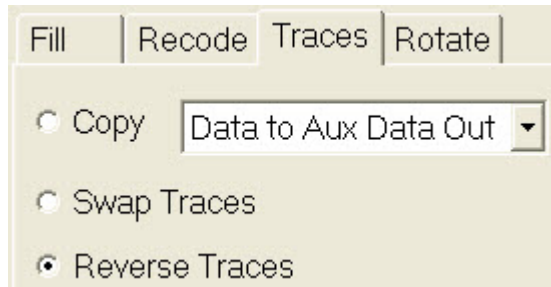 Fill Recode Traces Rotate
Copy Data to Aux Data Out
Swap Traces
Reverse Traces